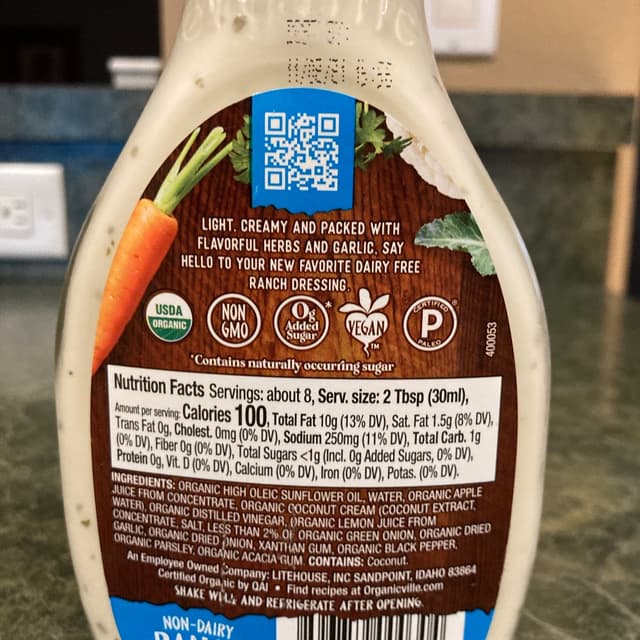 LIGHT, CREAMY AND PACKED WITH
FLAVORFUL HERBS AND GARLIC, SAY
HELLO TO YOUR NEW FAVORITE DAIRY FREE
RANCH DRESSING.
USDA
ORGANIC
NON
GMO
0g
Added
Sugar*
VEGAN
TM
CERTIFIED
P
PALEO
®
400053
*Contains naturally occurring sugar
Nutrition Facts Servings: about 8, Serv. size: 2 Tbsp (30ml),
Amount per serving: Calories 100, Total Fat 10g (13% DV), Sat. Fat 1.5g (8% DV),
Trans Fat 0g, Cholest. 0mg (0% DV), Sodium 250mg (11% DV), Total Carb. 1g
(0% DV), Fiber 0g (0% DV), Total Sugars <1g (Incl. 0g Added Sugars, 0% DV),
Protein 0g, Vit. D (0% DV), Calcium (0% DV), Iron (0% DV), Potas. (0% DV).
INGREDIENTS: ORGANIC HIGH OLEIC SUNFLOWER OIL, WATER, ORGANIC APPLE
JUICE FROM CONCENTRATE, ORGANIC COCONUT CREAM (COCONUT EXTRACT,
WATER), ORGANIC DISTILLED VINEGAR, ORGANIC LEMON JUICE FROM
CONCENTRATE, SALT, LESS THAN 2% OF ORGANIC GREEN ONION, ORGANIC DRIED
GARLIC, ORGANIC DRIED ONION, XANTHAN GUM, ORGANIC BLACK PEPPER,
ORGANIC PARSLEY, ORGANIC ACACIA GUM. CONTAINS: Coconut.
An Employee Owned Company: LITEHOUSE, INC SANDPOINT, IDAHO 83864
Certified Organic by QAI • Find recipes at Organicville.com
SHAKE WELL AND REFRIGERATE AFTER OPENING.
NON-DAIRY
RANCH